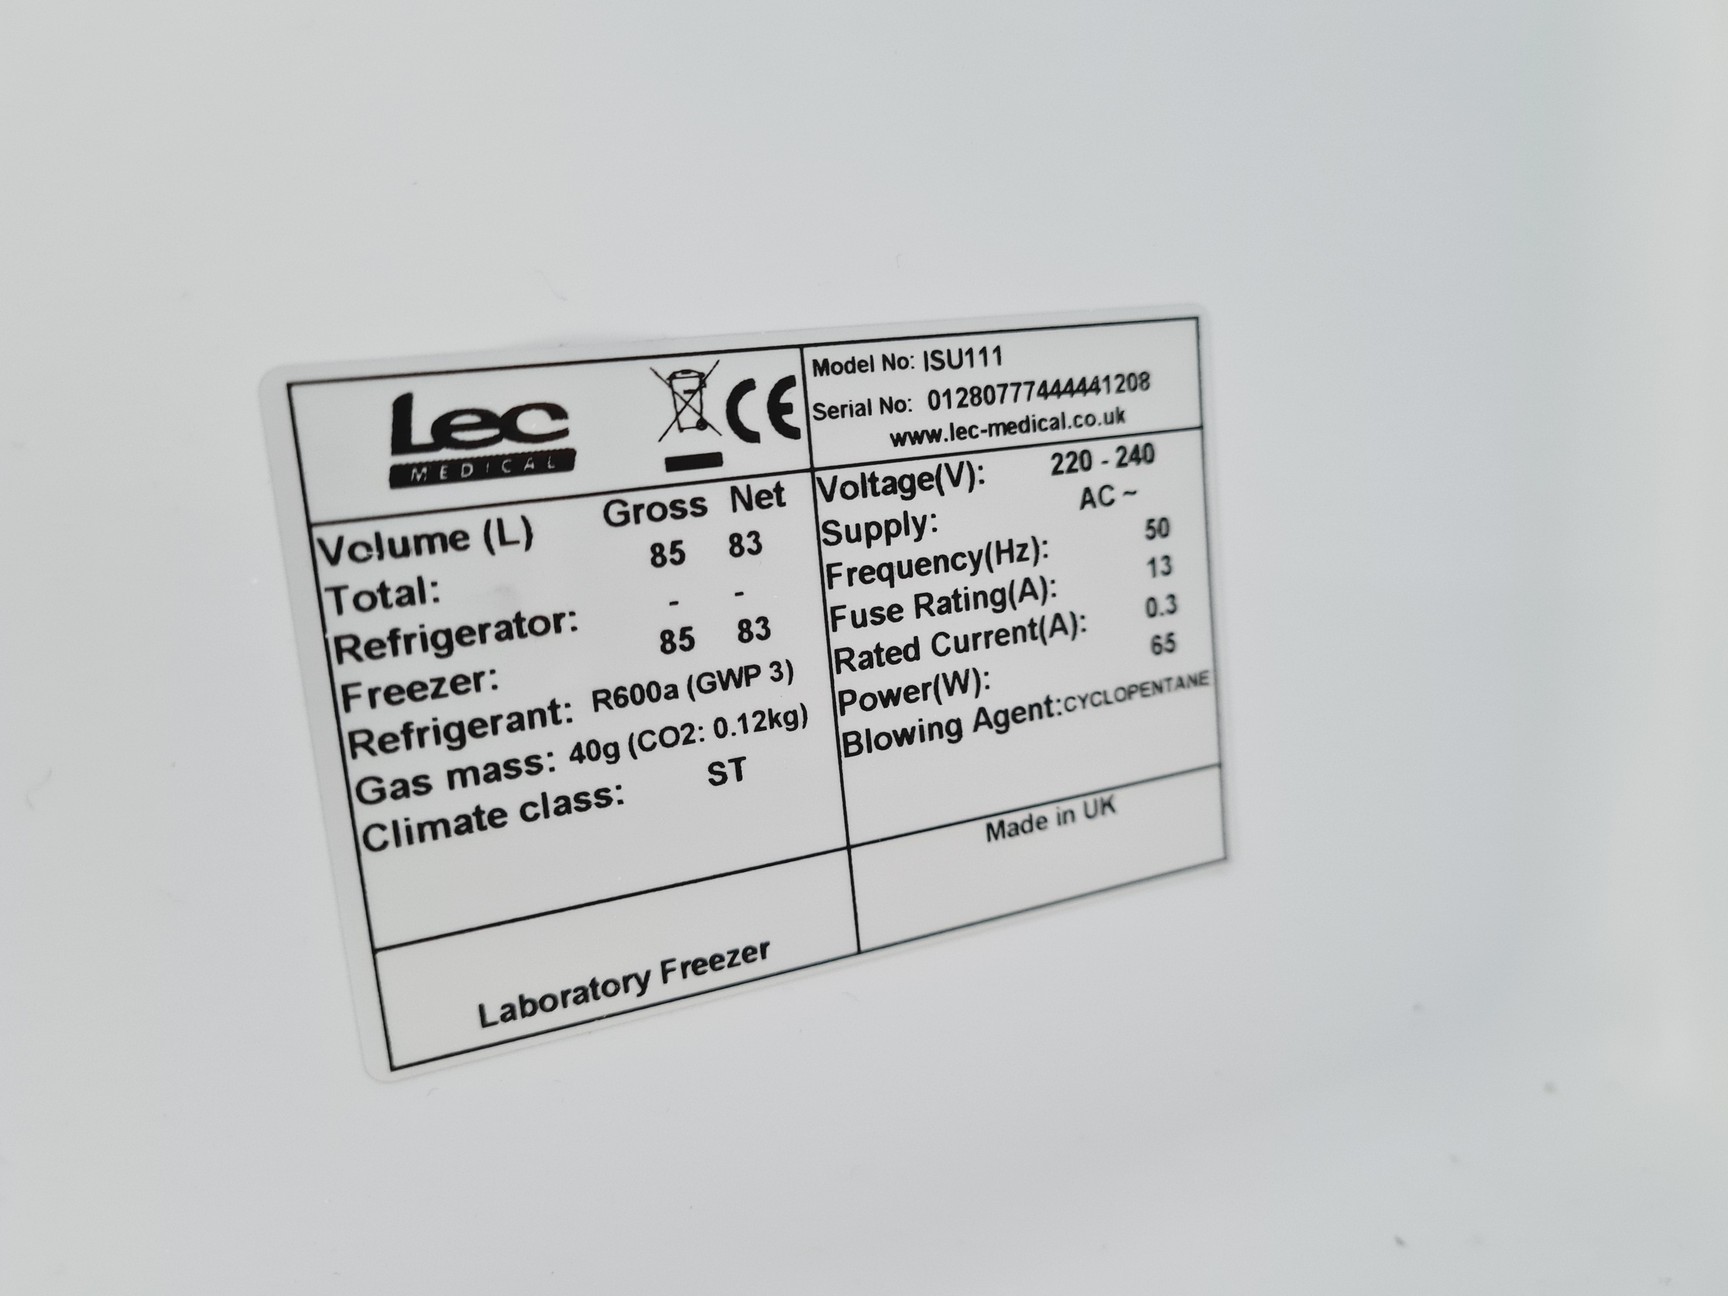 Lec
MEDICAL
CE
Model No: ISU111
Serial No: 01280777444441208
www.lec-medical.co.uk
Volume (L) Gross Net
Total: 85 83
Refrigerator: - -
Freezer: 85 83
Refrigerant: R600a (GWP 3)
Gas mass: 40g (CO2: 0.12kg)
Climate class: ST
Voltage(V): 220 - 240
Supply: AC ~
Frequency(Hz): 50
Fuse Rating(A): 13
Rated Current(A): 0.3
Power(W): 65
Blowing Agent:CYCLOPENTANE
Laboratory Freezer
Made in UK